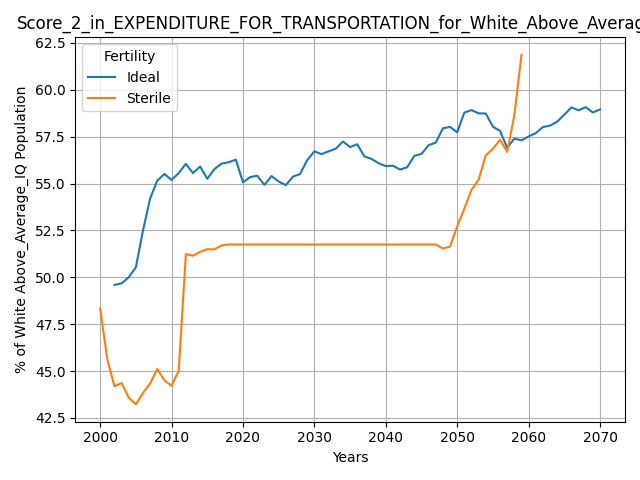 Score_2_in_EXPENDITURE_FOR_TRANSPORTATION_for_White_Above_Averag
Fertility
Ideal
Sterile
62.5
60.0
57.5
55.0
52.5
50.0
47.5
45.0
42.5
% of White Above_Average_IQ Population
2000 2010 2020 2030 2040 2050 2060 2070
Years